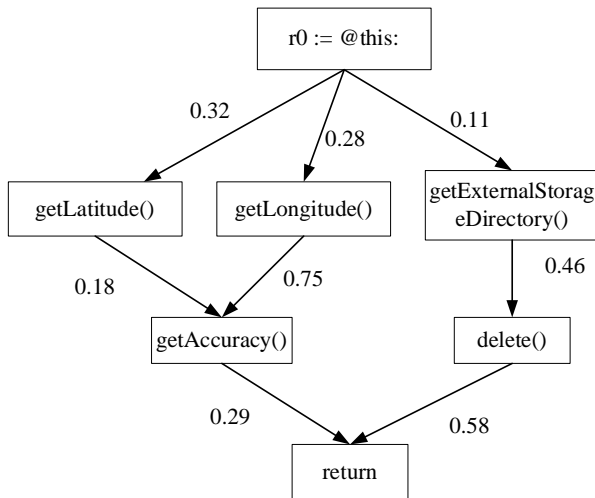 r0 := @this:
0.32
0.28
0.11
getLatitude()
getLongitude()
getExternalStorag
eDirectory()
0.18
0.75
0.46
getAccuracy()
delete()
0.29
0.58
return